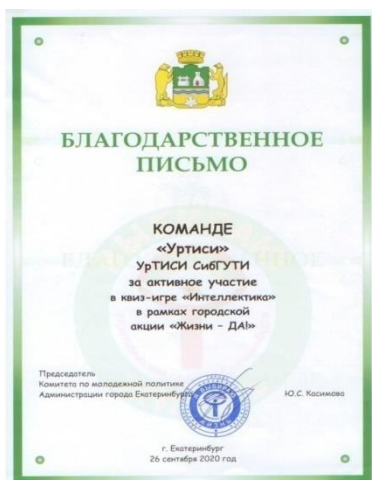 БЛАГОДАРСТВЕННОЕ
ПИСЬМО
КОМАНДЕ
«Уртиси»
УрТИСИ СибГУТИ
за активное участие
в квиз-игре «Интеллектика»
в рамках городской
акции «Жизни – ДА!»
Председатель
Комитета по молодежной политике
Администрации города Екатеринбурга
Ю.С. Касимова
г. Екатеринбург
26 сентября 2020 год